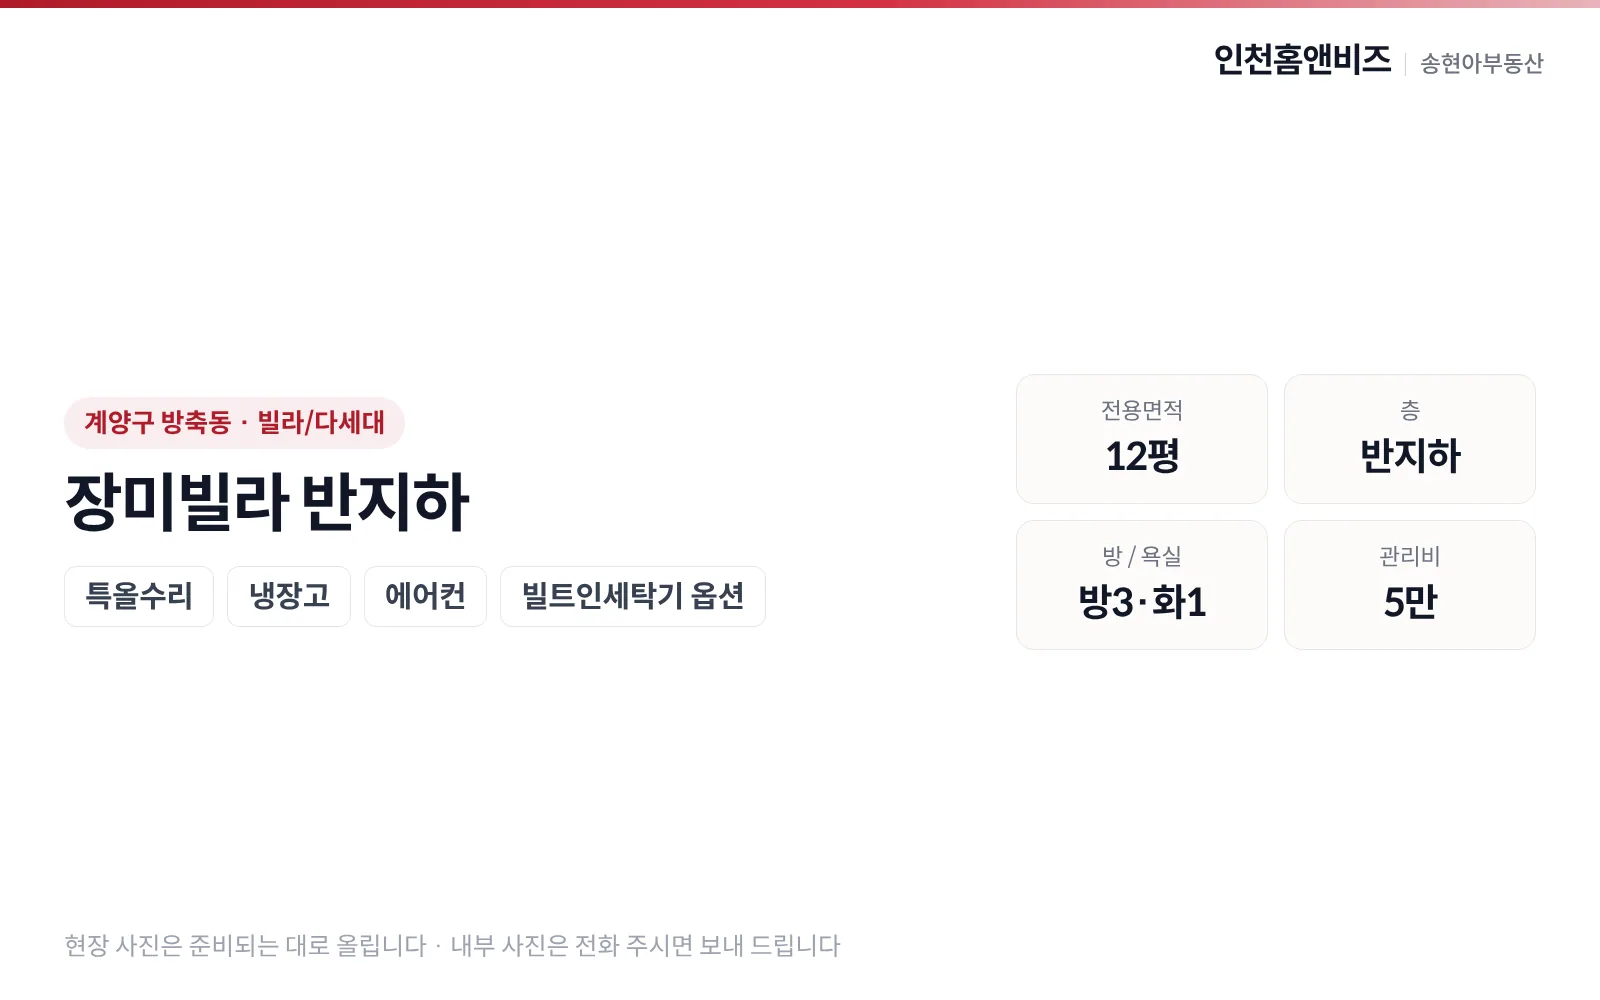 인천홈앤비즈 송현아부동산
계양구 방축동 · 빌라/다세대
장미빌라 반지하
특올수리 냉장고 에어컨 빌트인세탁기 옵션
전용면적
12평
층
반지하
방 / 욕실
방3·화1
관리비
5만
현장 사진은 준비되는 대로 올립니다 · 내부 사진은 전화 주시면 보내 드립니다